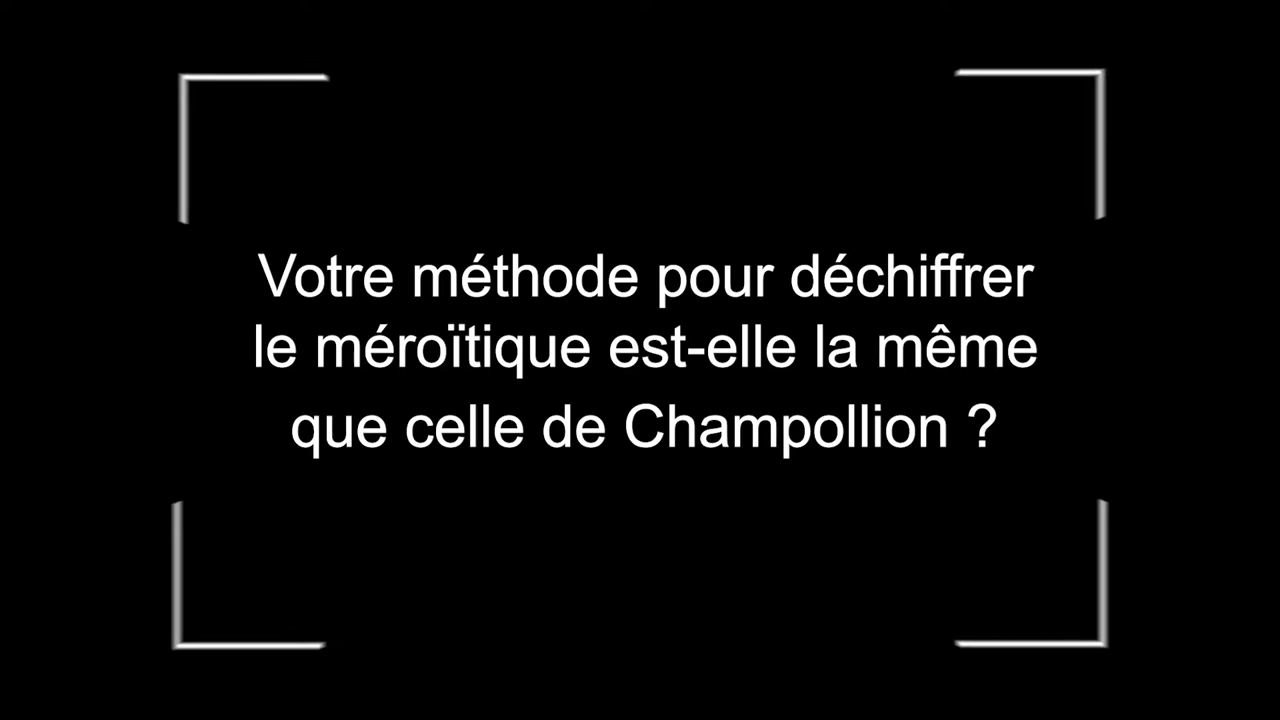 Votre méthode pour déchiffrer
le méroïtique est-elle la même
que celle de Champollion ?